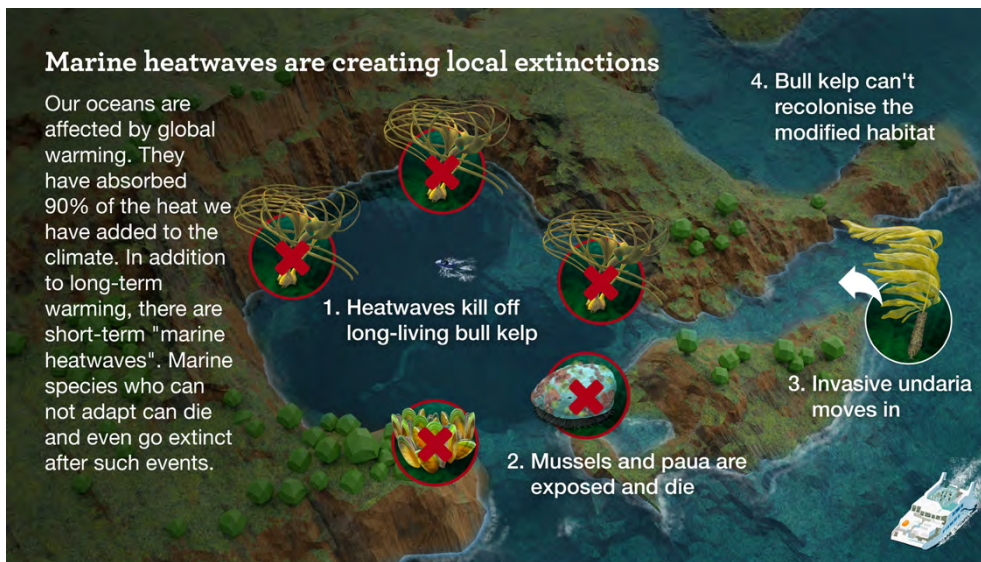 Marine heatwaves are creating local extinctions
Our oceans are
affected by global
warming. They
have absorbed
90% of the heat we
have added to the
climate. In addition
to long-term
warming, there are
short-term "marine
heatwaves". Marine
species who can
not adapt can die
and even go extinct
after such events.
1. Heatwaves kill off
long-living bull kelp
2. Mussels and paua are
exposed and die
3. Invasive undaria
moves in
4. Bull kelp can't
recolonise the
modified habitat